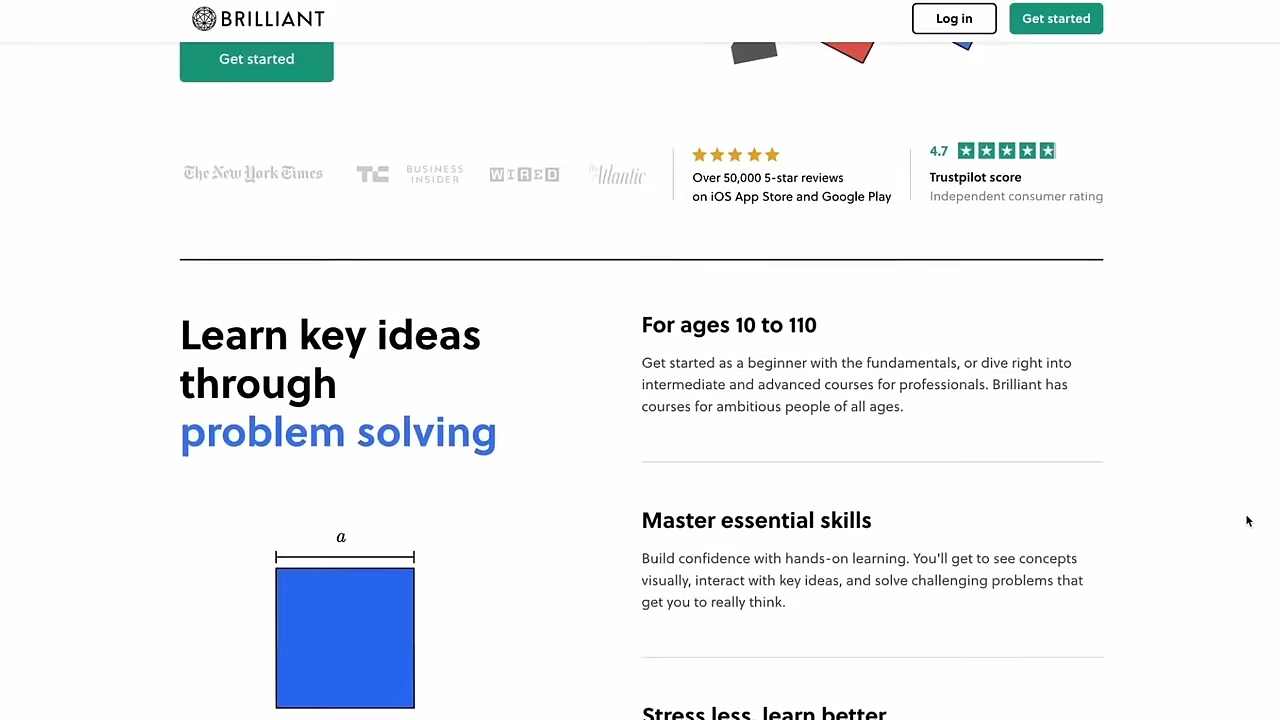 BRILLIANT
Log in
Get started
Get started
The New York Times
TC
BUSINESS
INSIDER
WIRED
The Atlantic
Over 50,000 5-star reviews
on iOS App Store and Google Play
4.7
Trustpilot score
Independent consumer rating
Learn key ideas
through
problem solving
a
For ages 10 to 110
Get started as a beginner with the fundamentals, or dive right into
intermediate and advanced courses for professionals. Brilliant has
courses for ambitious people of all ages.
Master essential skills
Build confidence with hands-on learning. You'll get to see concepts
visually, interact with key ideas, and solve challenging problems that
get you to really think.
Stress less, learn better